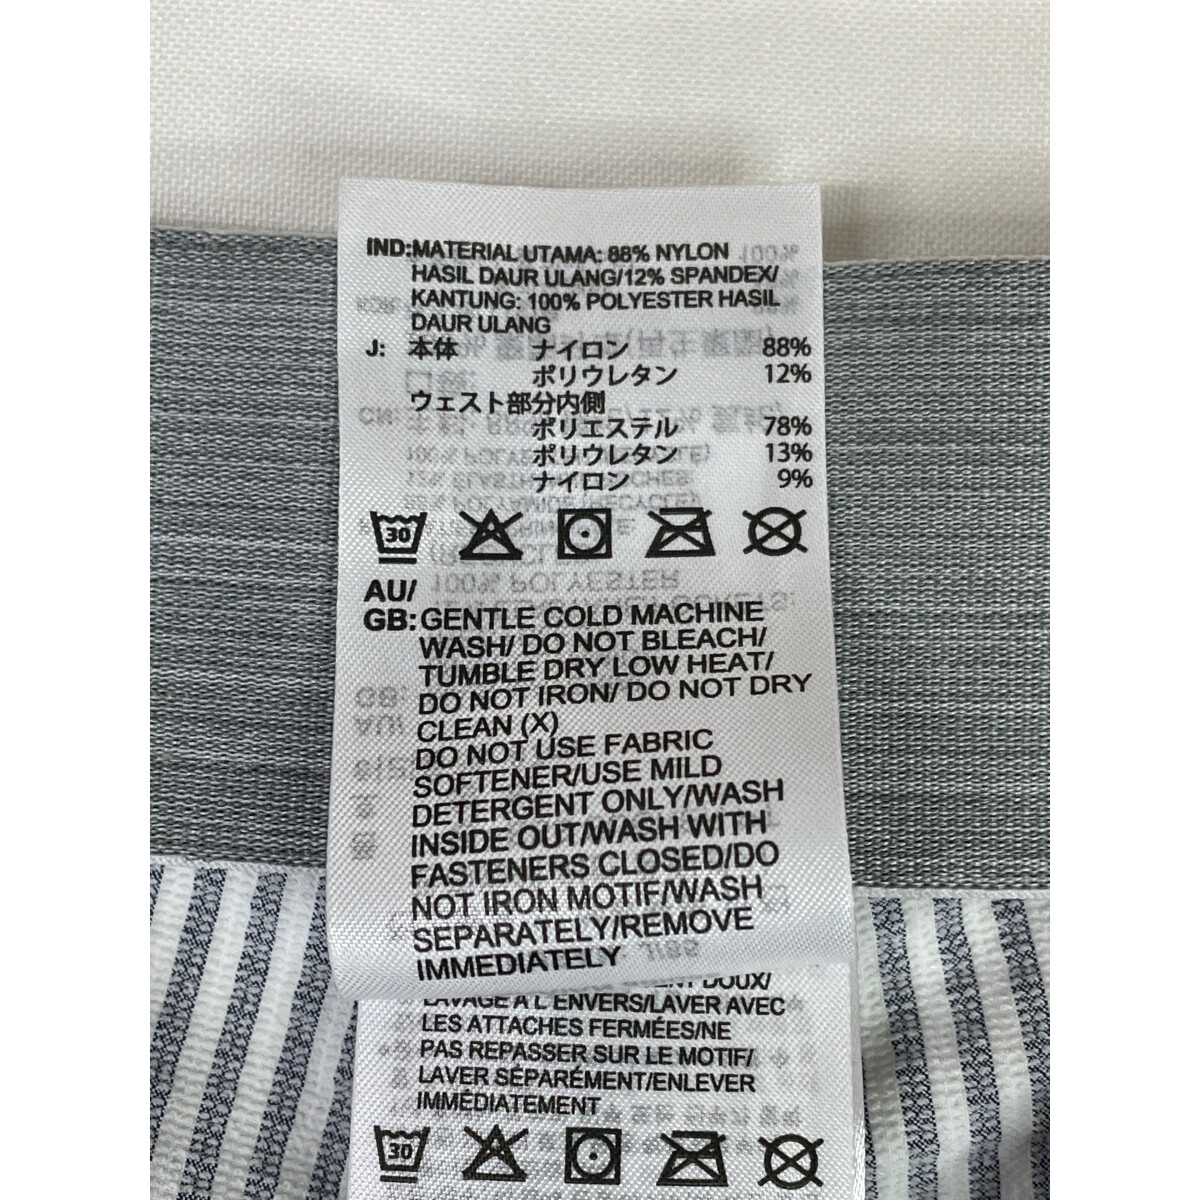 IND:MATERIAL UTAMA: 88% NYLON
HASIL DAUR ULANG/12% SPANDEX/
KANTUNG: 100% POLYESTER HASIL
DAUR ULANG
J: 本体 ナイロン 88%
ポリウレタン 12%
ウェスト部分内側
ポリエステル 78%
ポリウレタン 13%
ナイロン 9%
30
AU/
GB:GENTLE COLD MACHINE
WASH/ DO NOT BLEACH/
TUMBLE DRY LOW HEAT/
DO NOT IRON/ DO NOT DRY
CLEAN (X)
DO NOT USE FABRIC
SOFTENER/USE MILD
DETERGENT ONLY/WASH
INSIDE OUT/WASH WITH
FASTENERS CLOSED/DO
NOT IRON MOTIF/WASH
SEPARATELY/REMOVE
IMMEDIATELY
DOUX/
LAVAGE A L'ENVERS/LAVER AVEC
LES ATTACHES FERMÉES/NE
PAS REPASSER SUR LE MOTIF/
LAVER SÉPARÉMENT/ENLEVER
IMMÉDIATEMENT
30